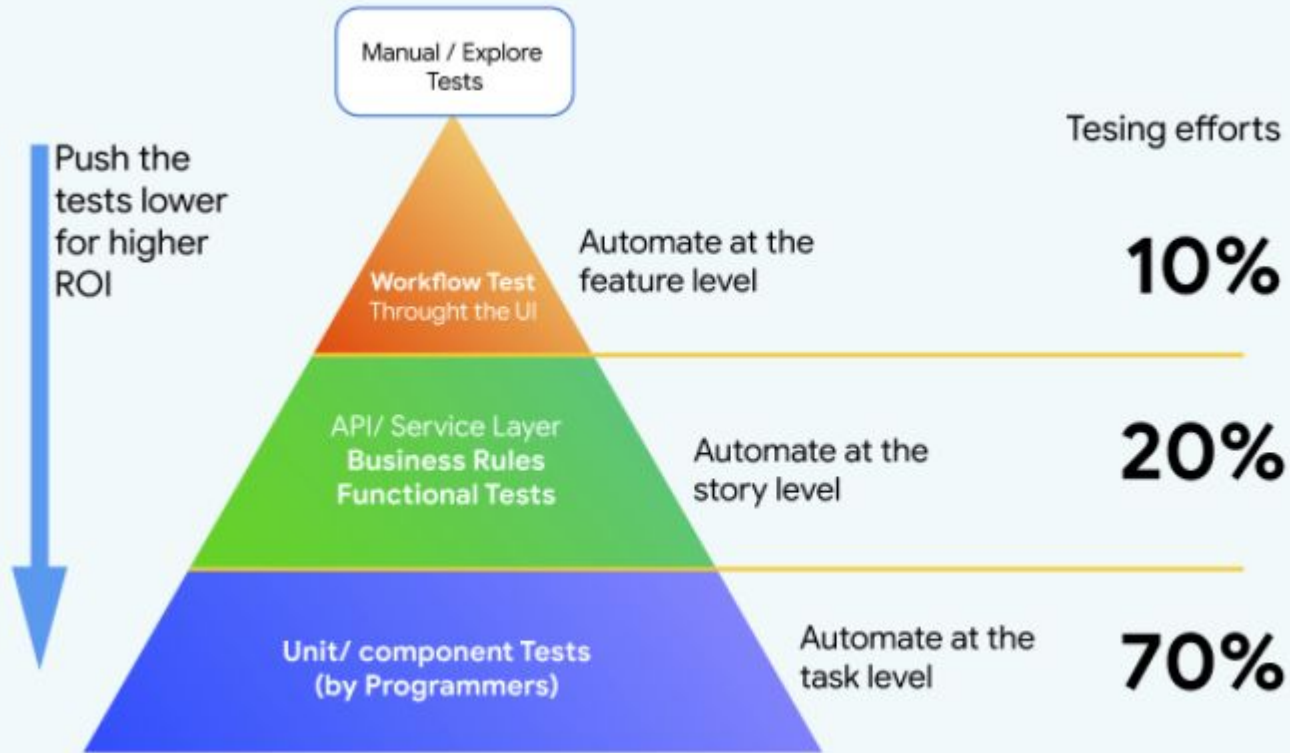 Manual / Explore
Tests
Tesing efforts
Push the
tests lower
for higher
ROI
Automate at the
feature level
10%
Workflow Test
Throught the UI
API/ Service Layer
Business Rules
Functional Tests
Automate at the
story level
20%
Unit/ component Tests
(by Programmers)
Automate at the
task level
70%